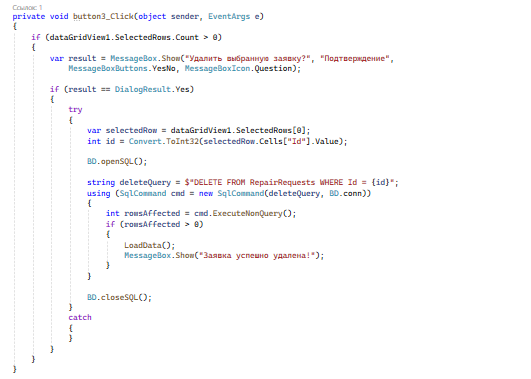 Ссылок: 1
private void button3_Click(object sender, EventArgs e)
{
if (dataGridView1.SelectedRows.Count > 0)
{
var result = MessageBox.Show("Удалить выбранную заявку?", "Подтверждение",
MessageBoxButtons.YesNo, MessageBoxIcon.Question);
if (result == DialogResult.Yes)
{
try
{
var selectedRow = dataGridView1.SelectedRows[0];
int id = Convert.ToInt32(selectedRow.Cells["Id"].Value);
BD.openSQL();
string deleteQuery = $"DELETE FROM RepairRequests WHERE Id = {id}";
using (SqlCommand cmd = new SqlCommand(deleteQuery, BD.conn))
{
int rowsAffected = cmd.ExecuteNonQuery();
if (rowsAffected > 0)
{
LoadData();
MessageBox.Show("Заявка успешно удалена!");
}
}
BD.closeSQL();
}
catch
{
}
}
}
}